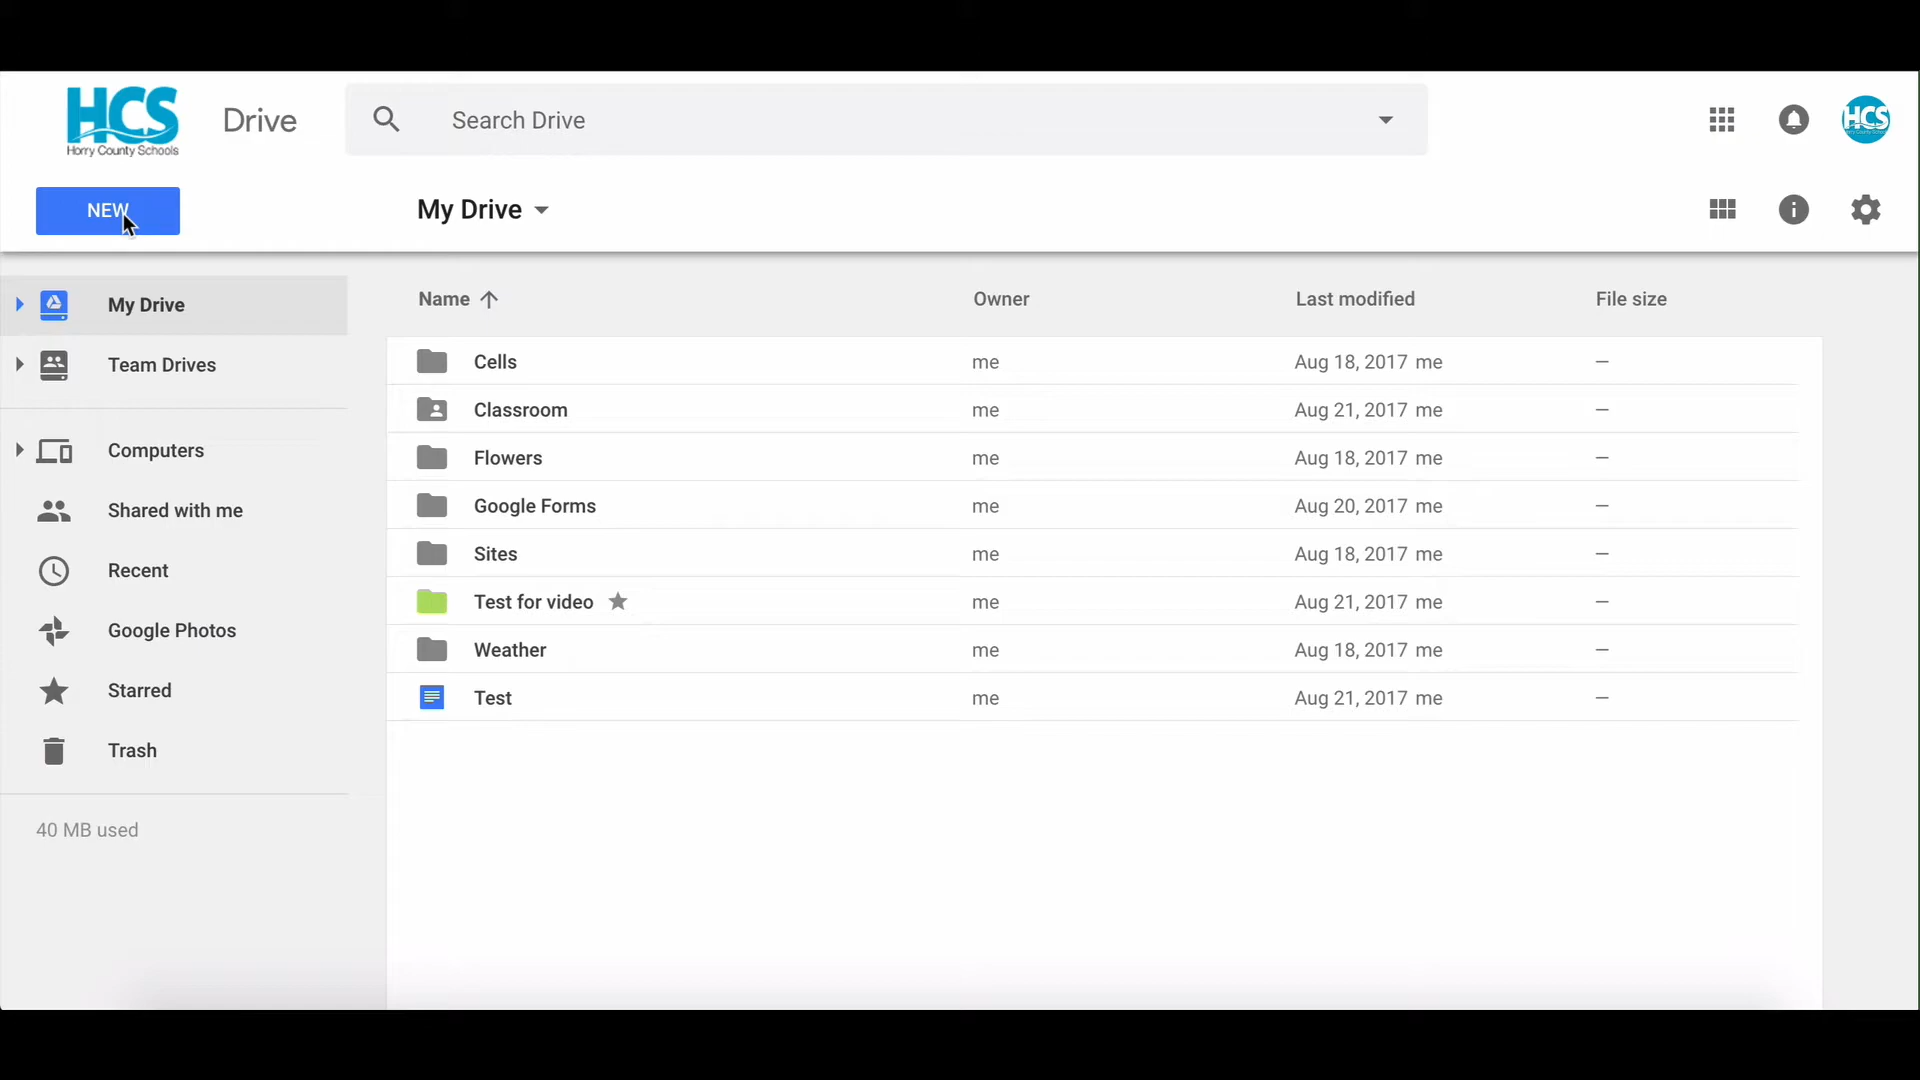 HCS
Horry County Schools
Drive
Search Drive
HCS
NEW
My Drive
My Drive
Team Drives
Computers
Shared with me
Recent
Google Photos
Starred
Trash
40 MB used
Name Owner Last modified File size
Cells me Aug 18, 2017 me –
Classroom me Aug 21, 2017 me –
Flowers me Aug 18, 2017 me –
Google Forms me Aug 20, 2017 me –
Sites me Aug 18, 2017 me –
Test for video me Aug 21, 2017 me –
Weather me Aug 18, 2017 me –
Test me Aug 21, 2017 me –